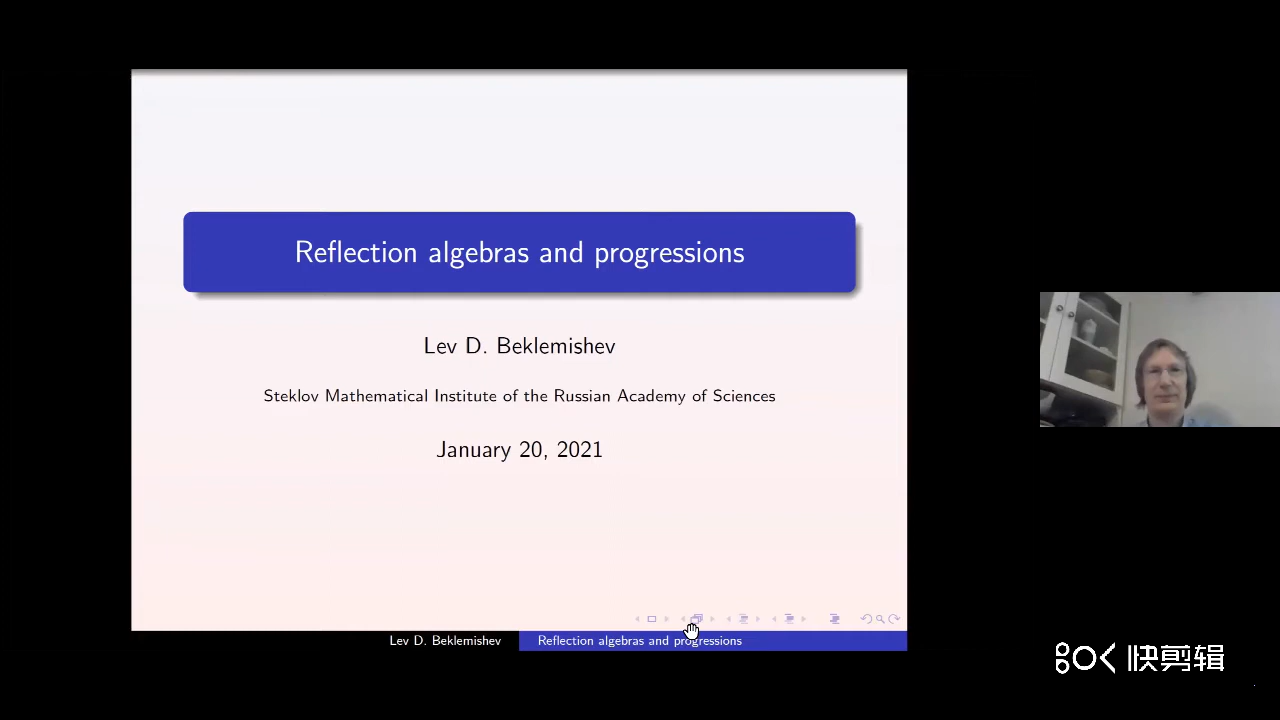 Reflection algebras and progressions
Lev D. Beklemishev
Steklov Mathematical Institute of the Russian Academy of Sciences
January 20, 2021
Lev D. Beklemishev
Reflection algebras and progressions
快剪辑